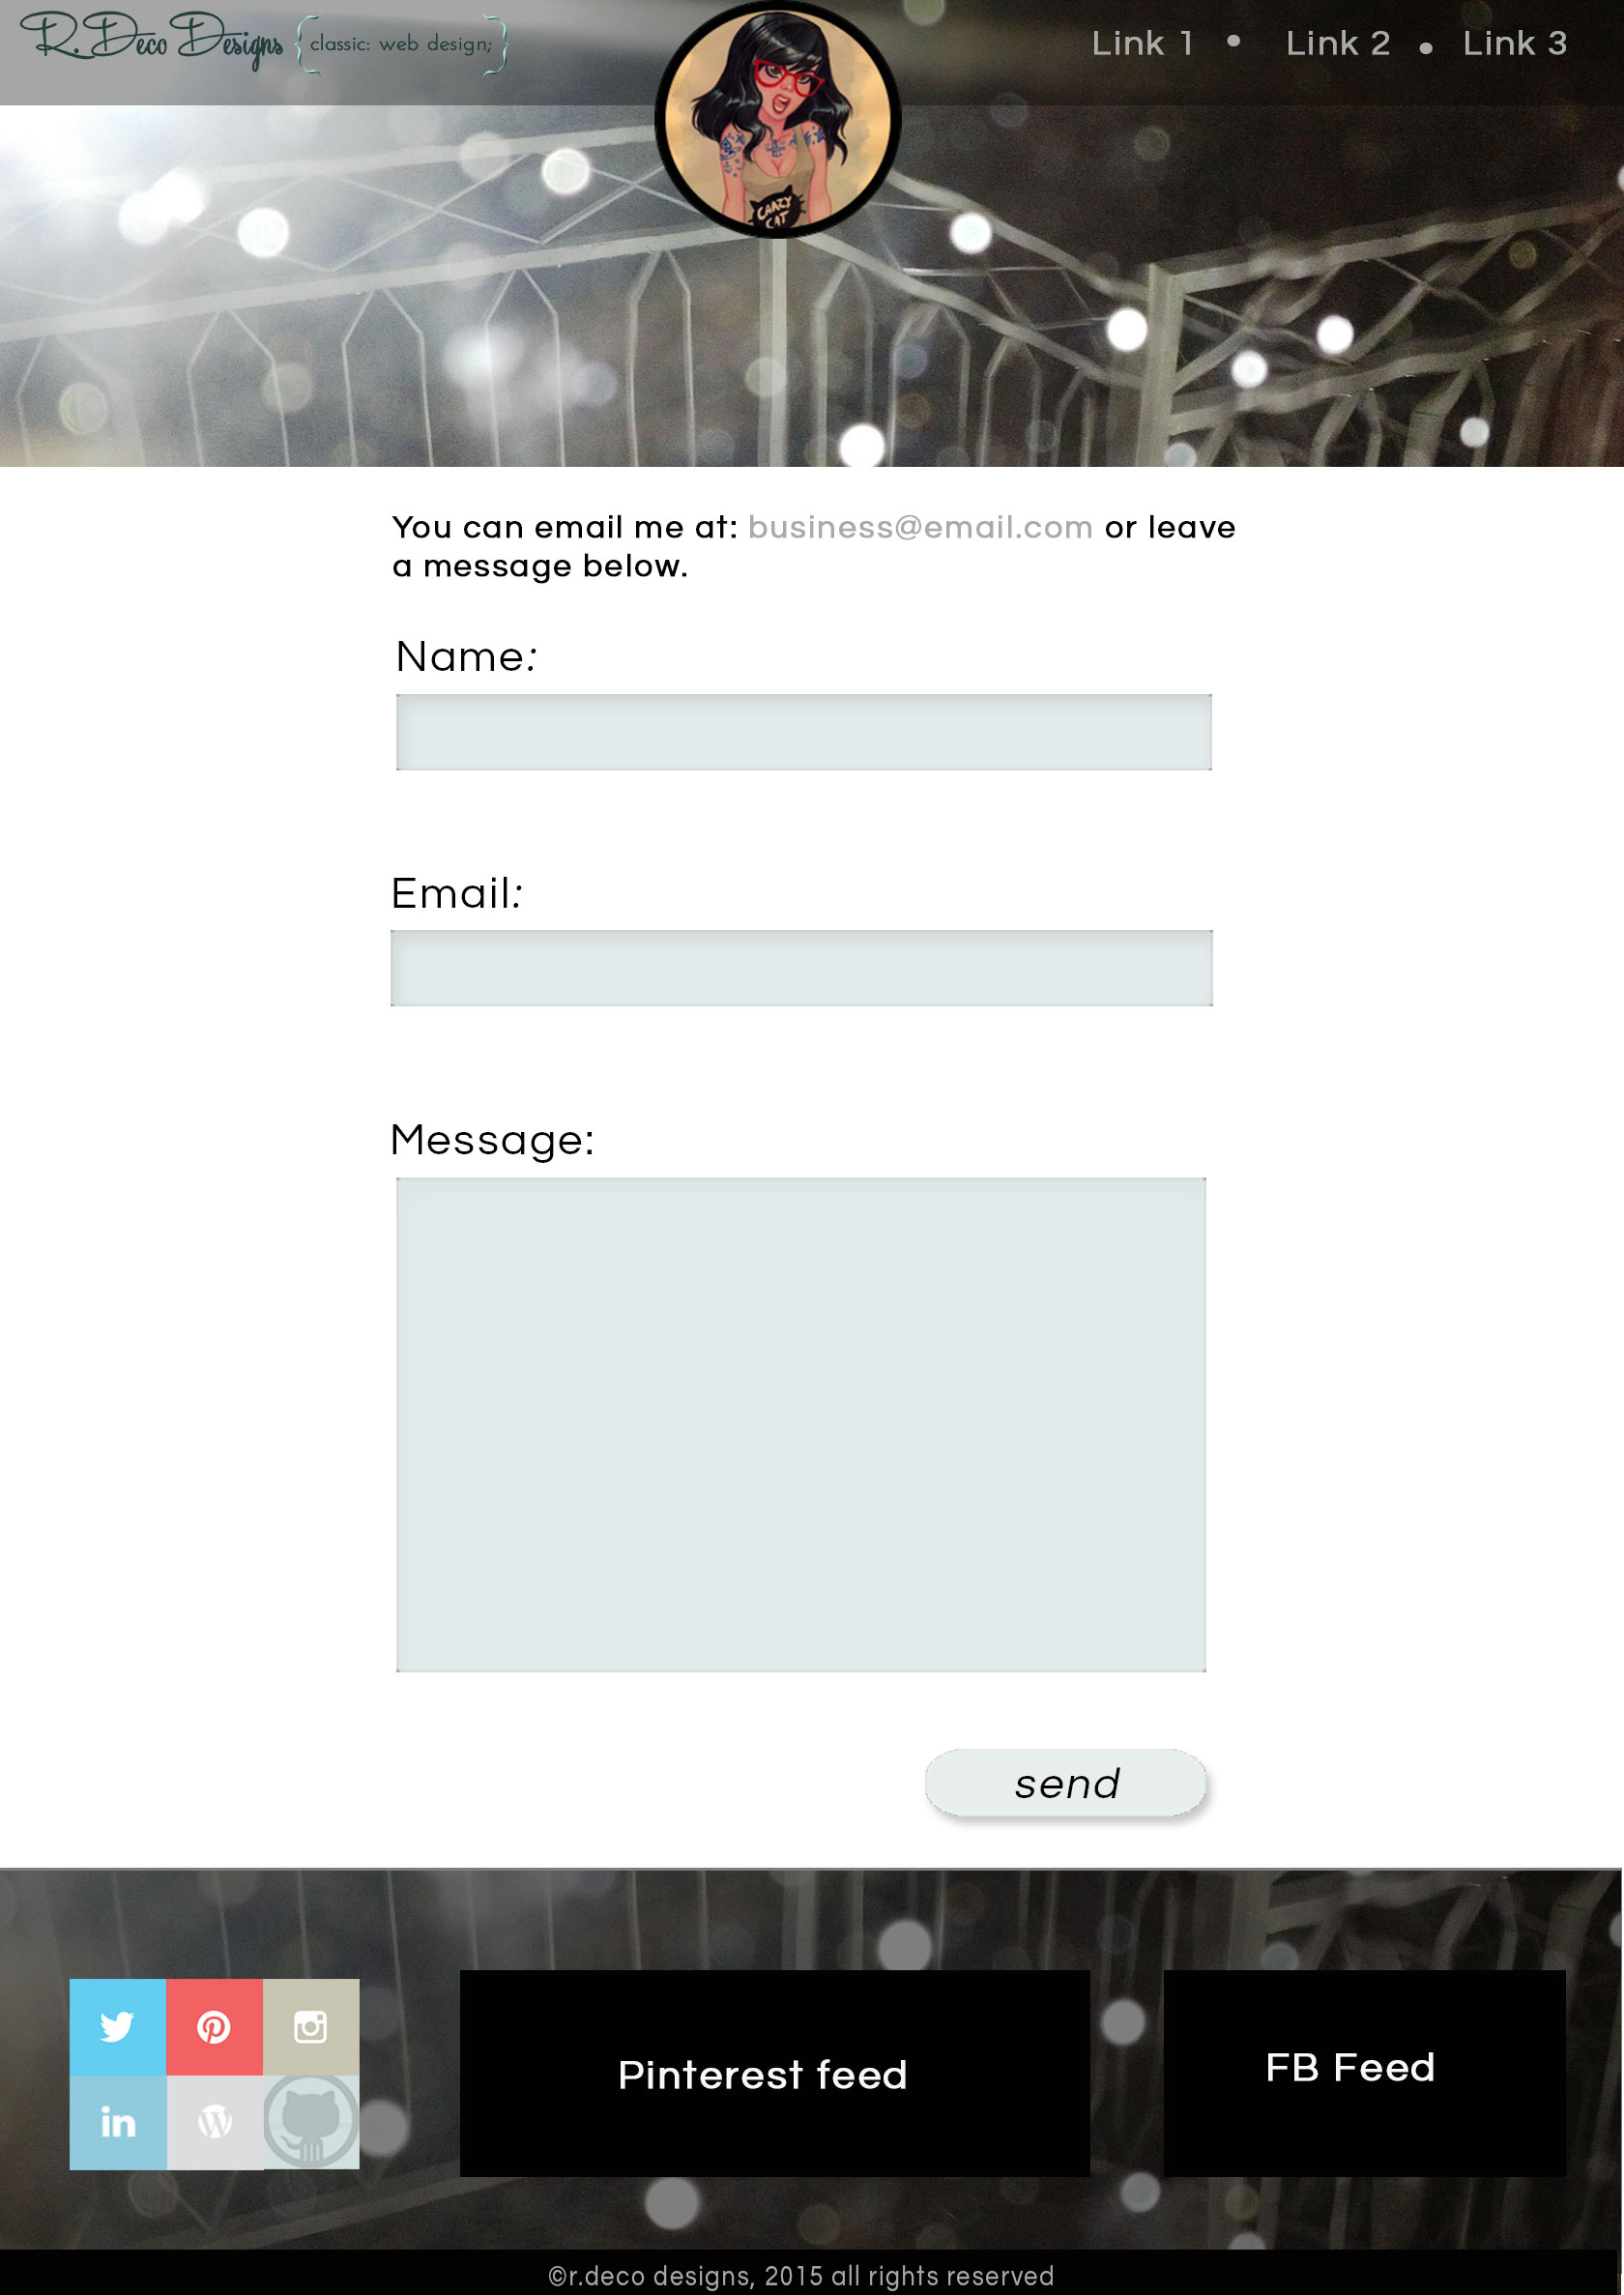 R. Deco Designs { classic: web design; }
Link 1 • Link 2 • Link 3
CRAZY
CAT
You can email me at: business@email.com or leave
a message below.
Name:
Email:
Message:
send
Pinterest feed
FB Feed
©r.deco designs, 2015 all rights reserved